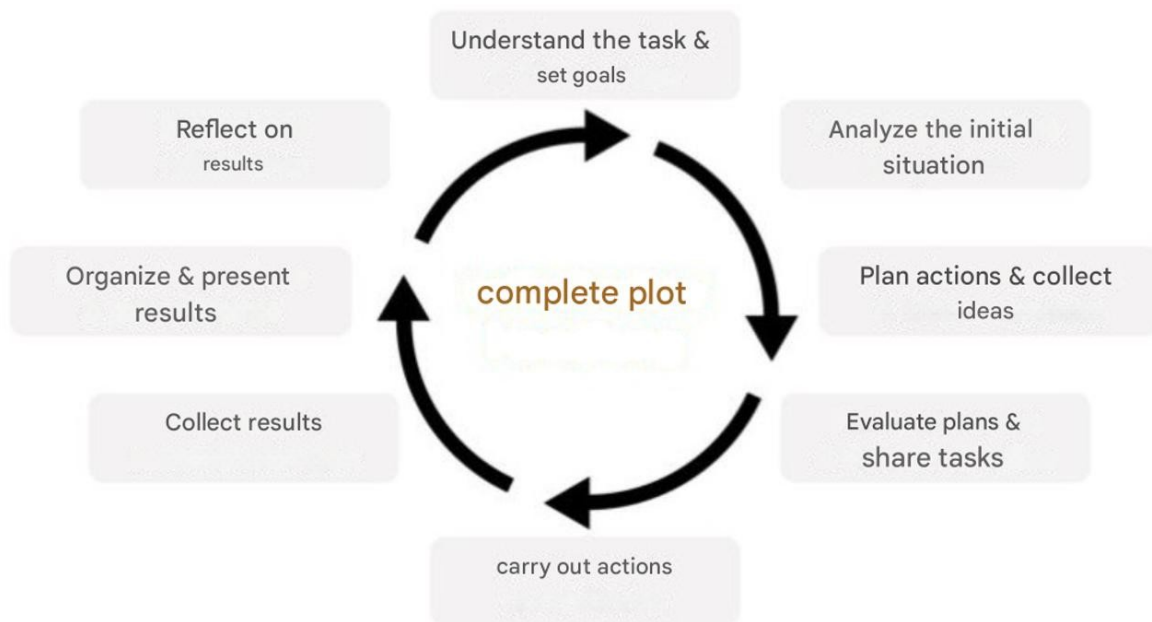 Understand the task &
set goals
Reflect on
results
Analyze the initial
situation
Organize & present
results
complete plot
Plan actions & collect
ideas
Collect results
Evaluate plans &
share tasks
carry out actions